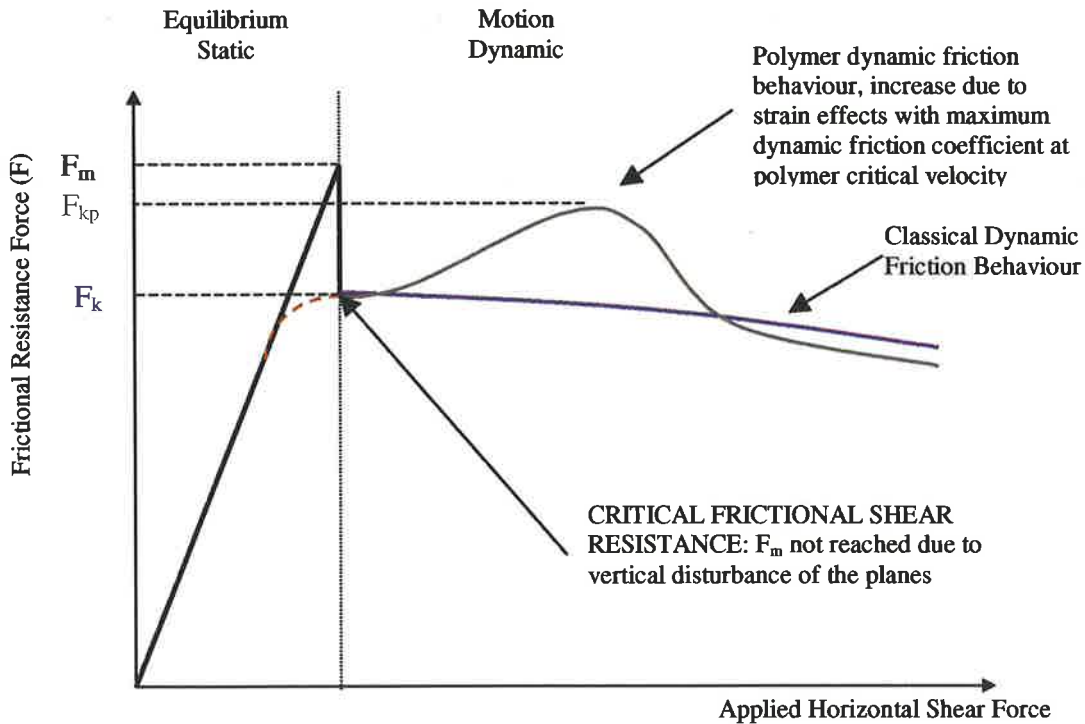 Equilibrium
Static
Motion
Dynamic
Polymer dynamic friction
behaviour, increase due to
strain effects with maximum
dynamic friction coefficient at
polymer critical velocity
Frictional Resistance Force (F)
Fm
Fkp
Fk
Classical Dynamic
Friction Behaviour
CRITICAL FRICTIONAL SHEAR
RESISTANCE: Fm not reached due to
vertical disturbance of the planes
Applied Horizontal Shear Force